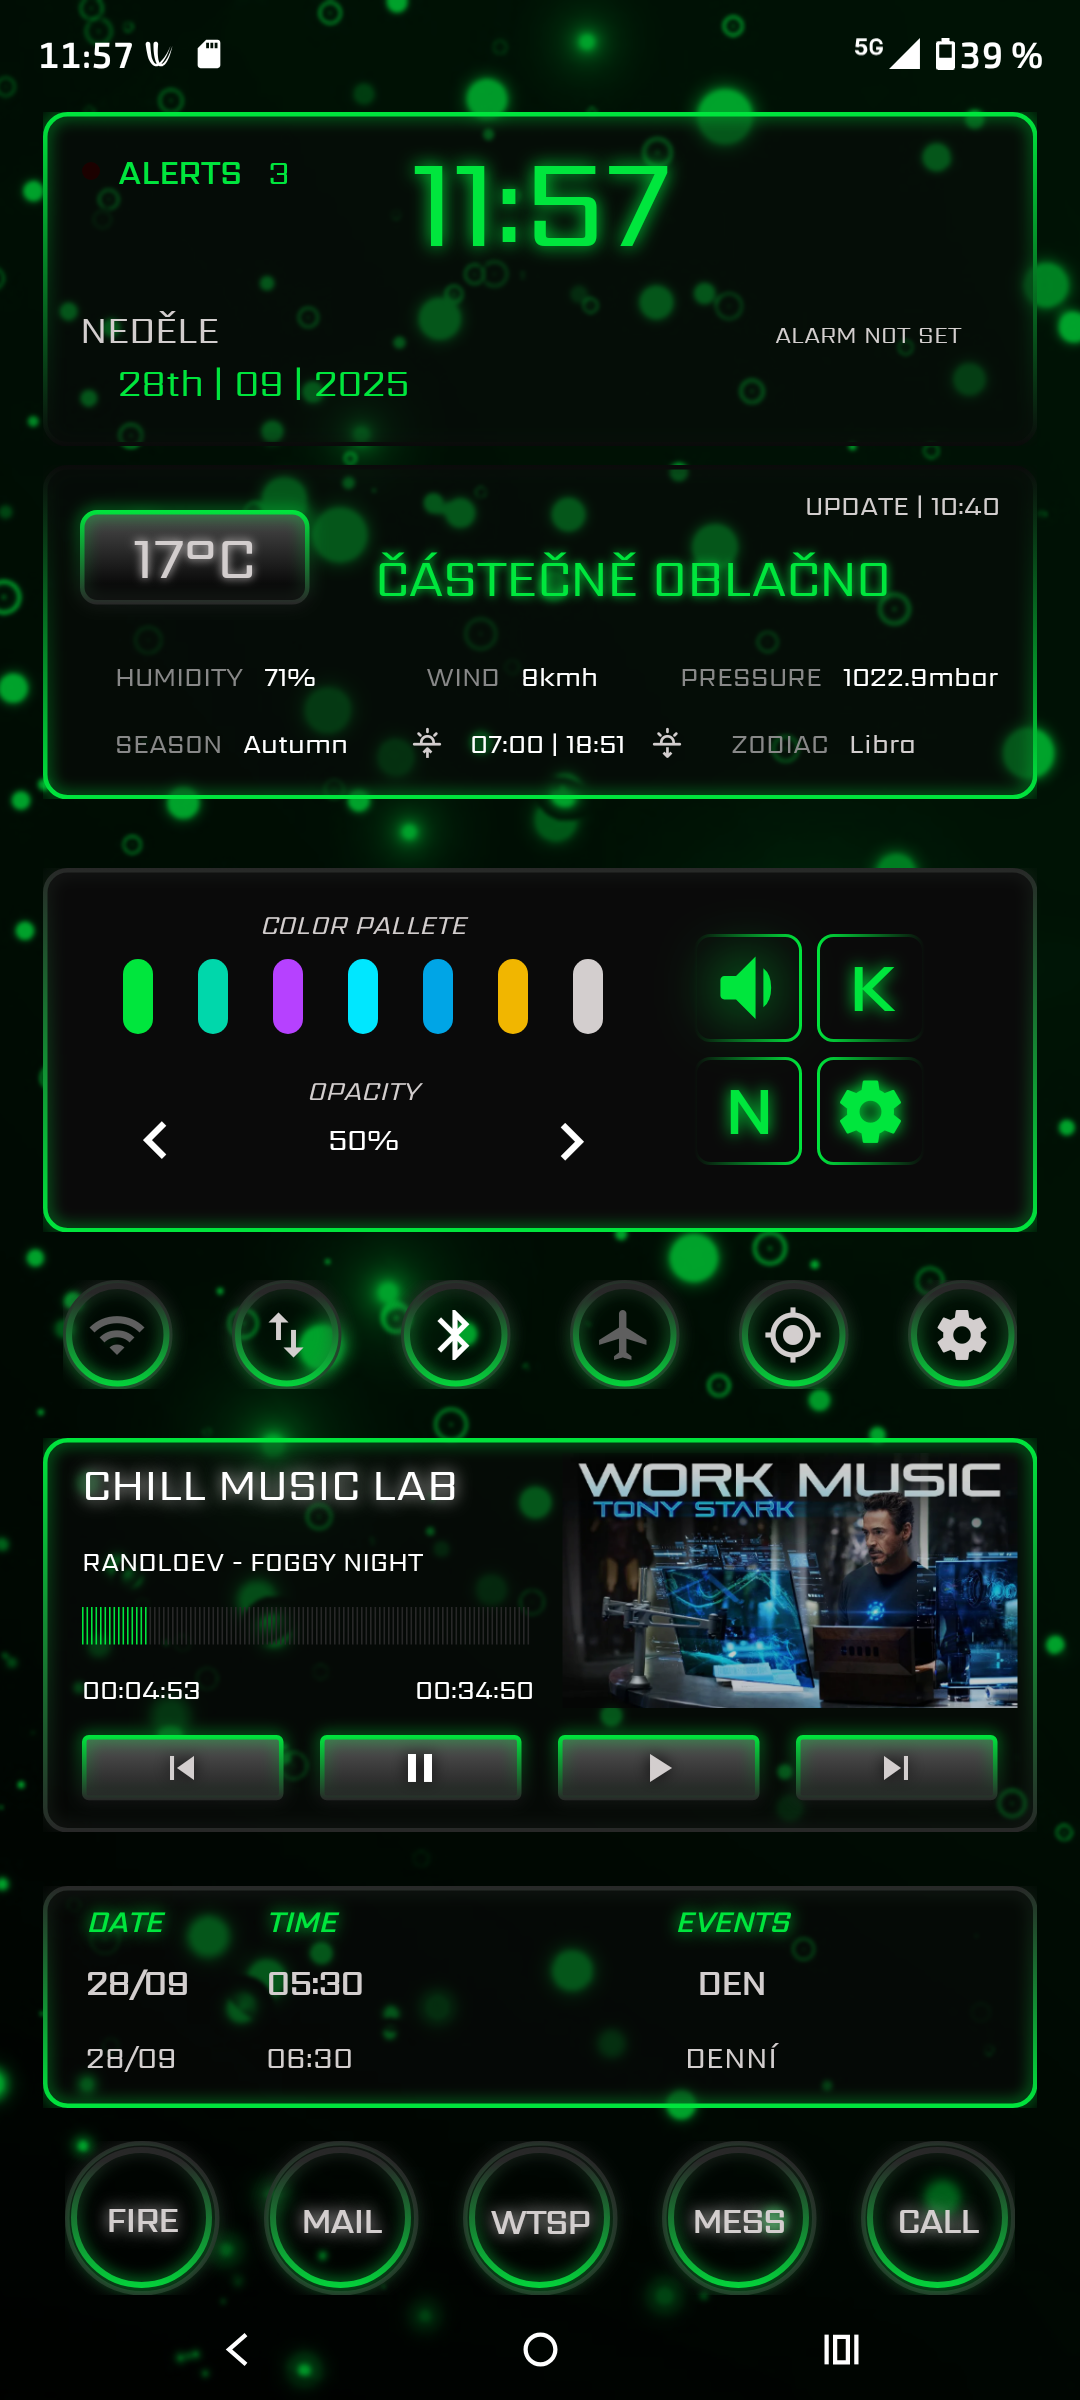 11:57
5G
39 %
ALERTS 3
11:57
NEDĚLE
ALARM NOT SET
28th | 09 | 2025
UPDATE | 10:40
17°C
ČÁSTEČNĚ OBLAČNO
HUMIDITY 71% WIND 8kmh PRESSURE 1022.9mbar
SEASON Autumn 07:00 | 18:51 ZODIAC Libra
COLOR PALLETE
K
OPACITY
N
50%
CHILL MUSIC LAB
WORK MUSIC
TONY STARK
RANDLOEV - FOGGY NIGHT
00:04:53 00:34:50
DATE TIME EVENTS
28/09 05:30 DEN
28/09 06:30 DENNÍ
FIRE MAIL WTSP MESS CALL